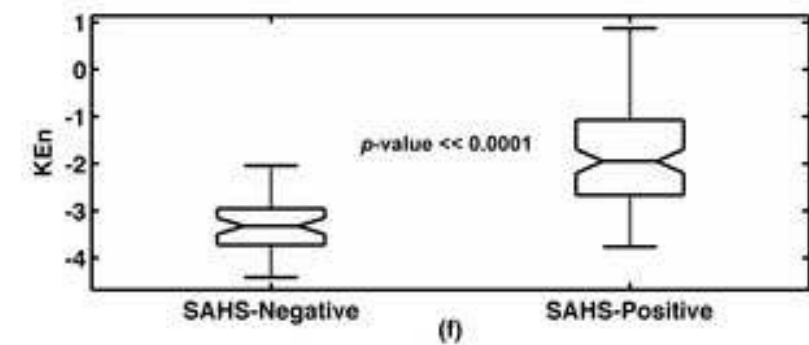 1
0
-1
-2
-3
-4
KEn
p-value << 0.0001
SAHS-Negative
SAHS-Positive
(f)